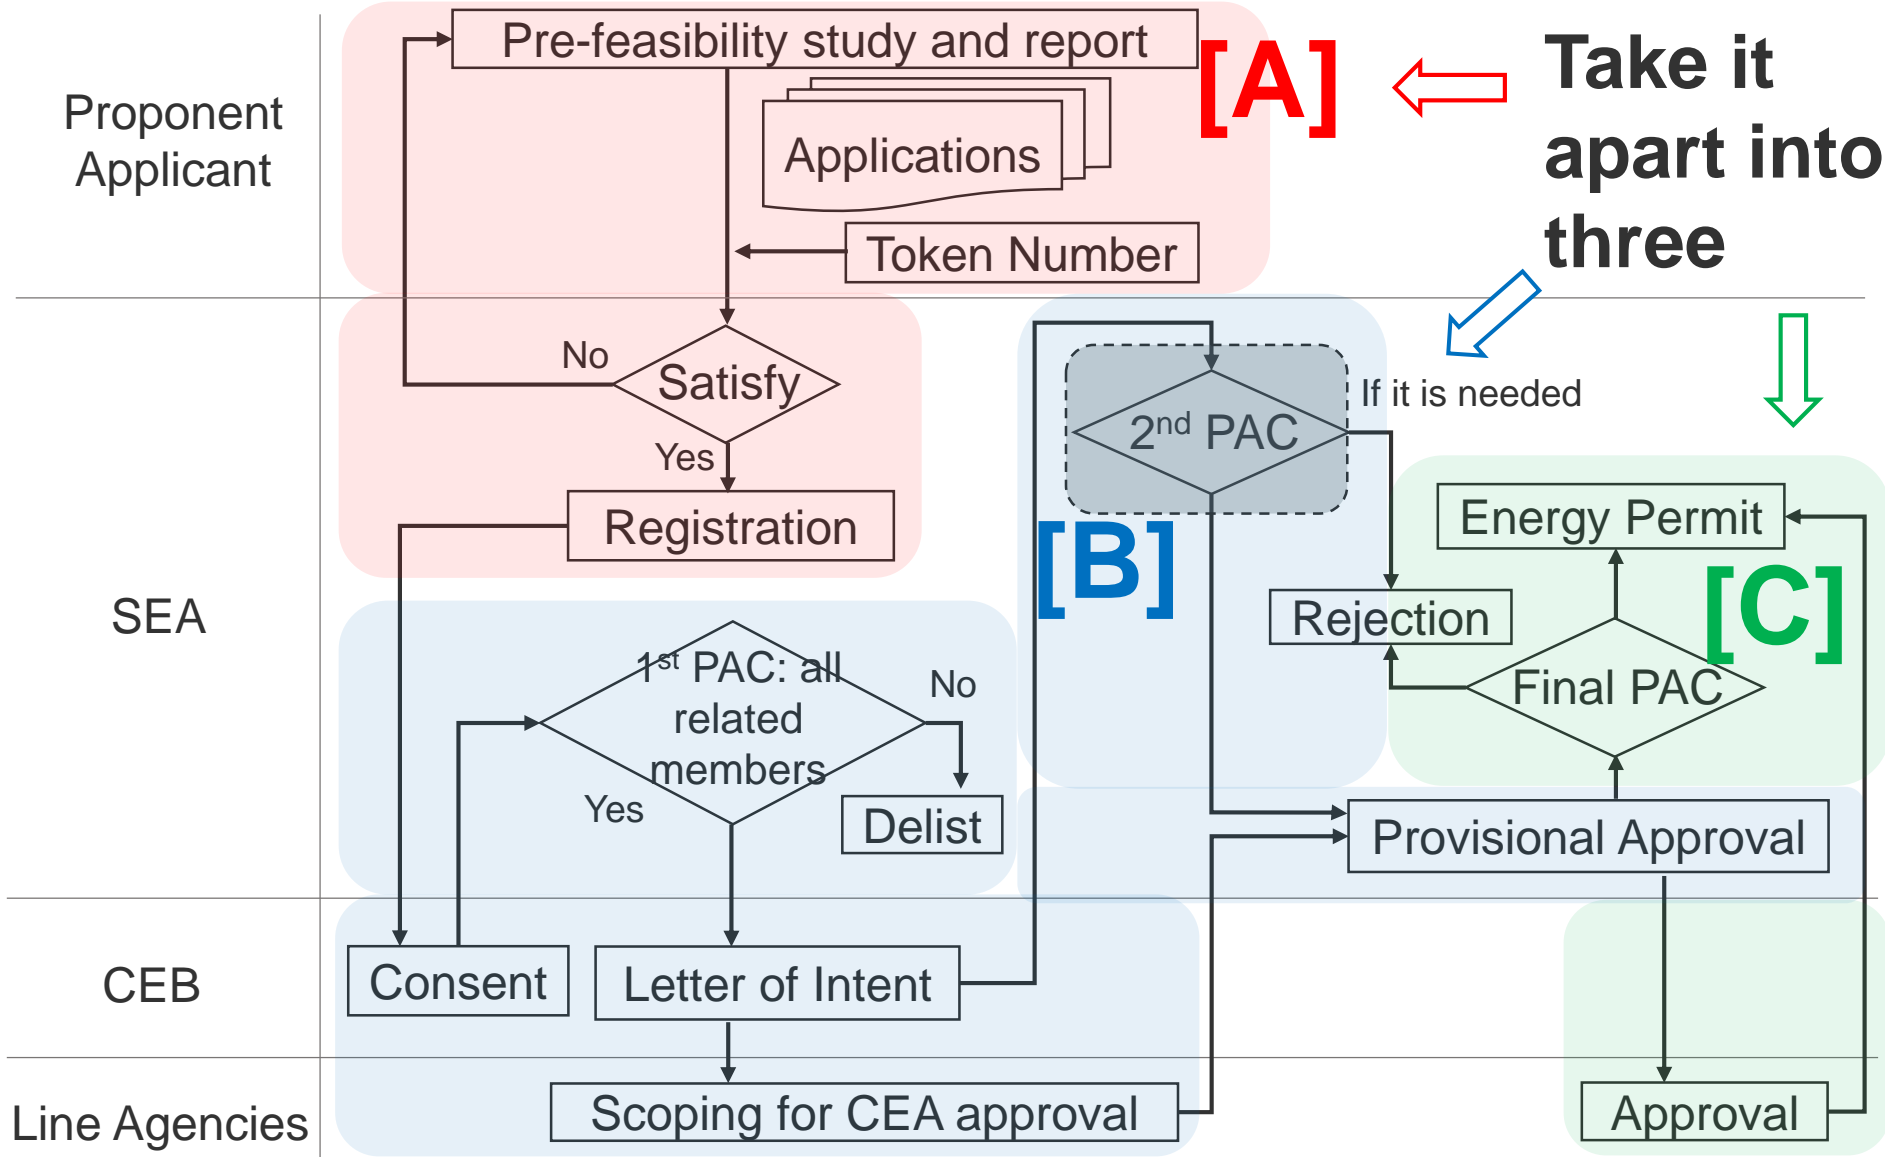 Pre-feasibility study and report
[A]
Take it
apart into
three
Proponent
Applicant
Applications
Token Number
No
Satisfy
Yes
Registration
2nd PAC
If it is needed
[B]
Energy Permit
[C]
Rejection
Final PAC
SEA
1st PAC: all
related
members
No
Yes
Delist
Provisional Approval
CEB
Consent
Letter of Intent
Line Agencies
Scoping for CEA approval
Approval